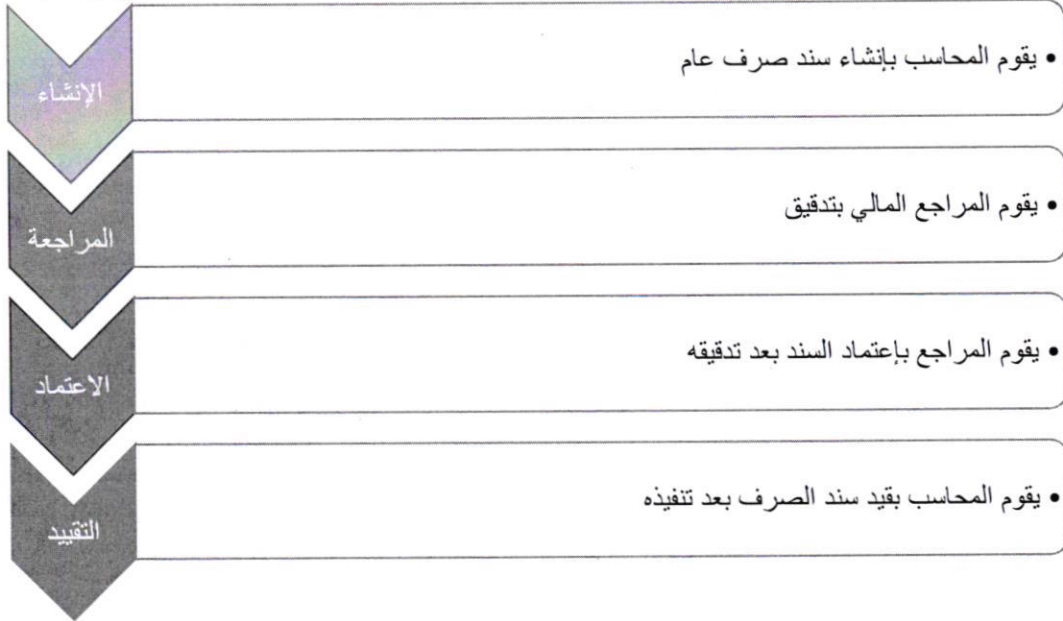 • يقوم المحاسب بإنشاء سند صرف عام
الإنشاء
• يقوم المراجع المالي بتدقيق
المراجعة
• يقوم المراجع بإعتماد السند بعد تدقيقه
الاعتماد
• يقوم المحاسب بقيد سند الصرف بعد تنفيذه
التقييد